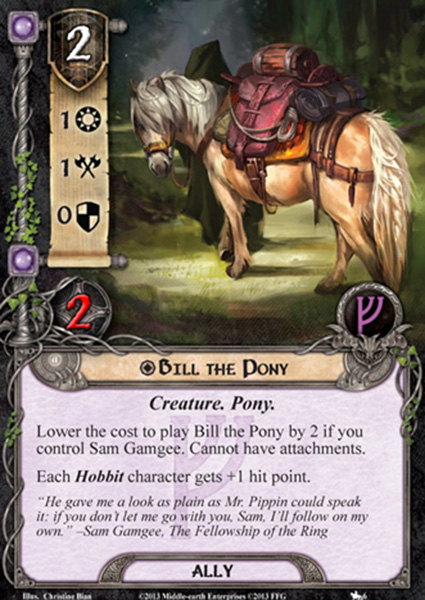 2
1
1
0
2
BILL THE PONY
Creature. Pony.
Lower the cost to play Bill the Pony by 2 if you
control Sam Gamgee. Cannot have attachments.
Each Hobbit character gets +1 hit point.
“He gave me a look as plain as Mr. Pippin could speak
it: if you don’t let me go with you, Sam, I’ll follow on my
own.” –Sam Gamgee, The Fellowship of the Ring
ALLY
Illus. Christine Bian ©2013 Middle-earth Enterprises ©2013 FFG 6